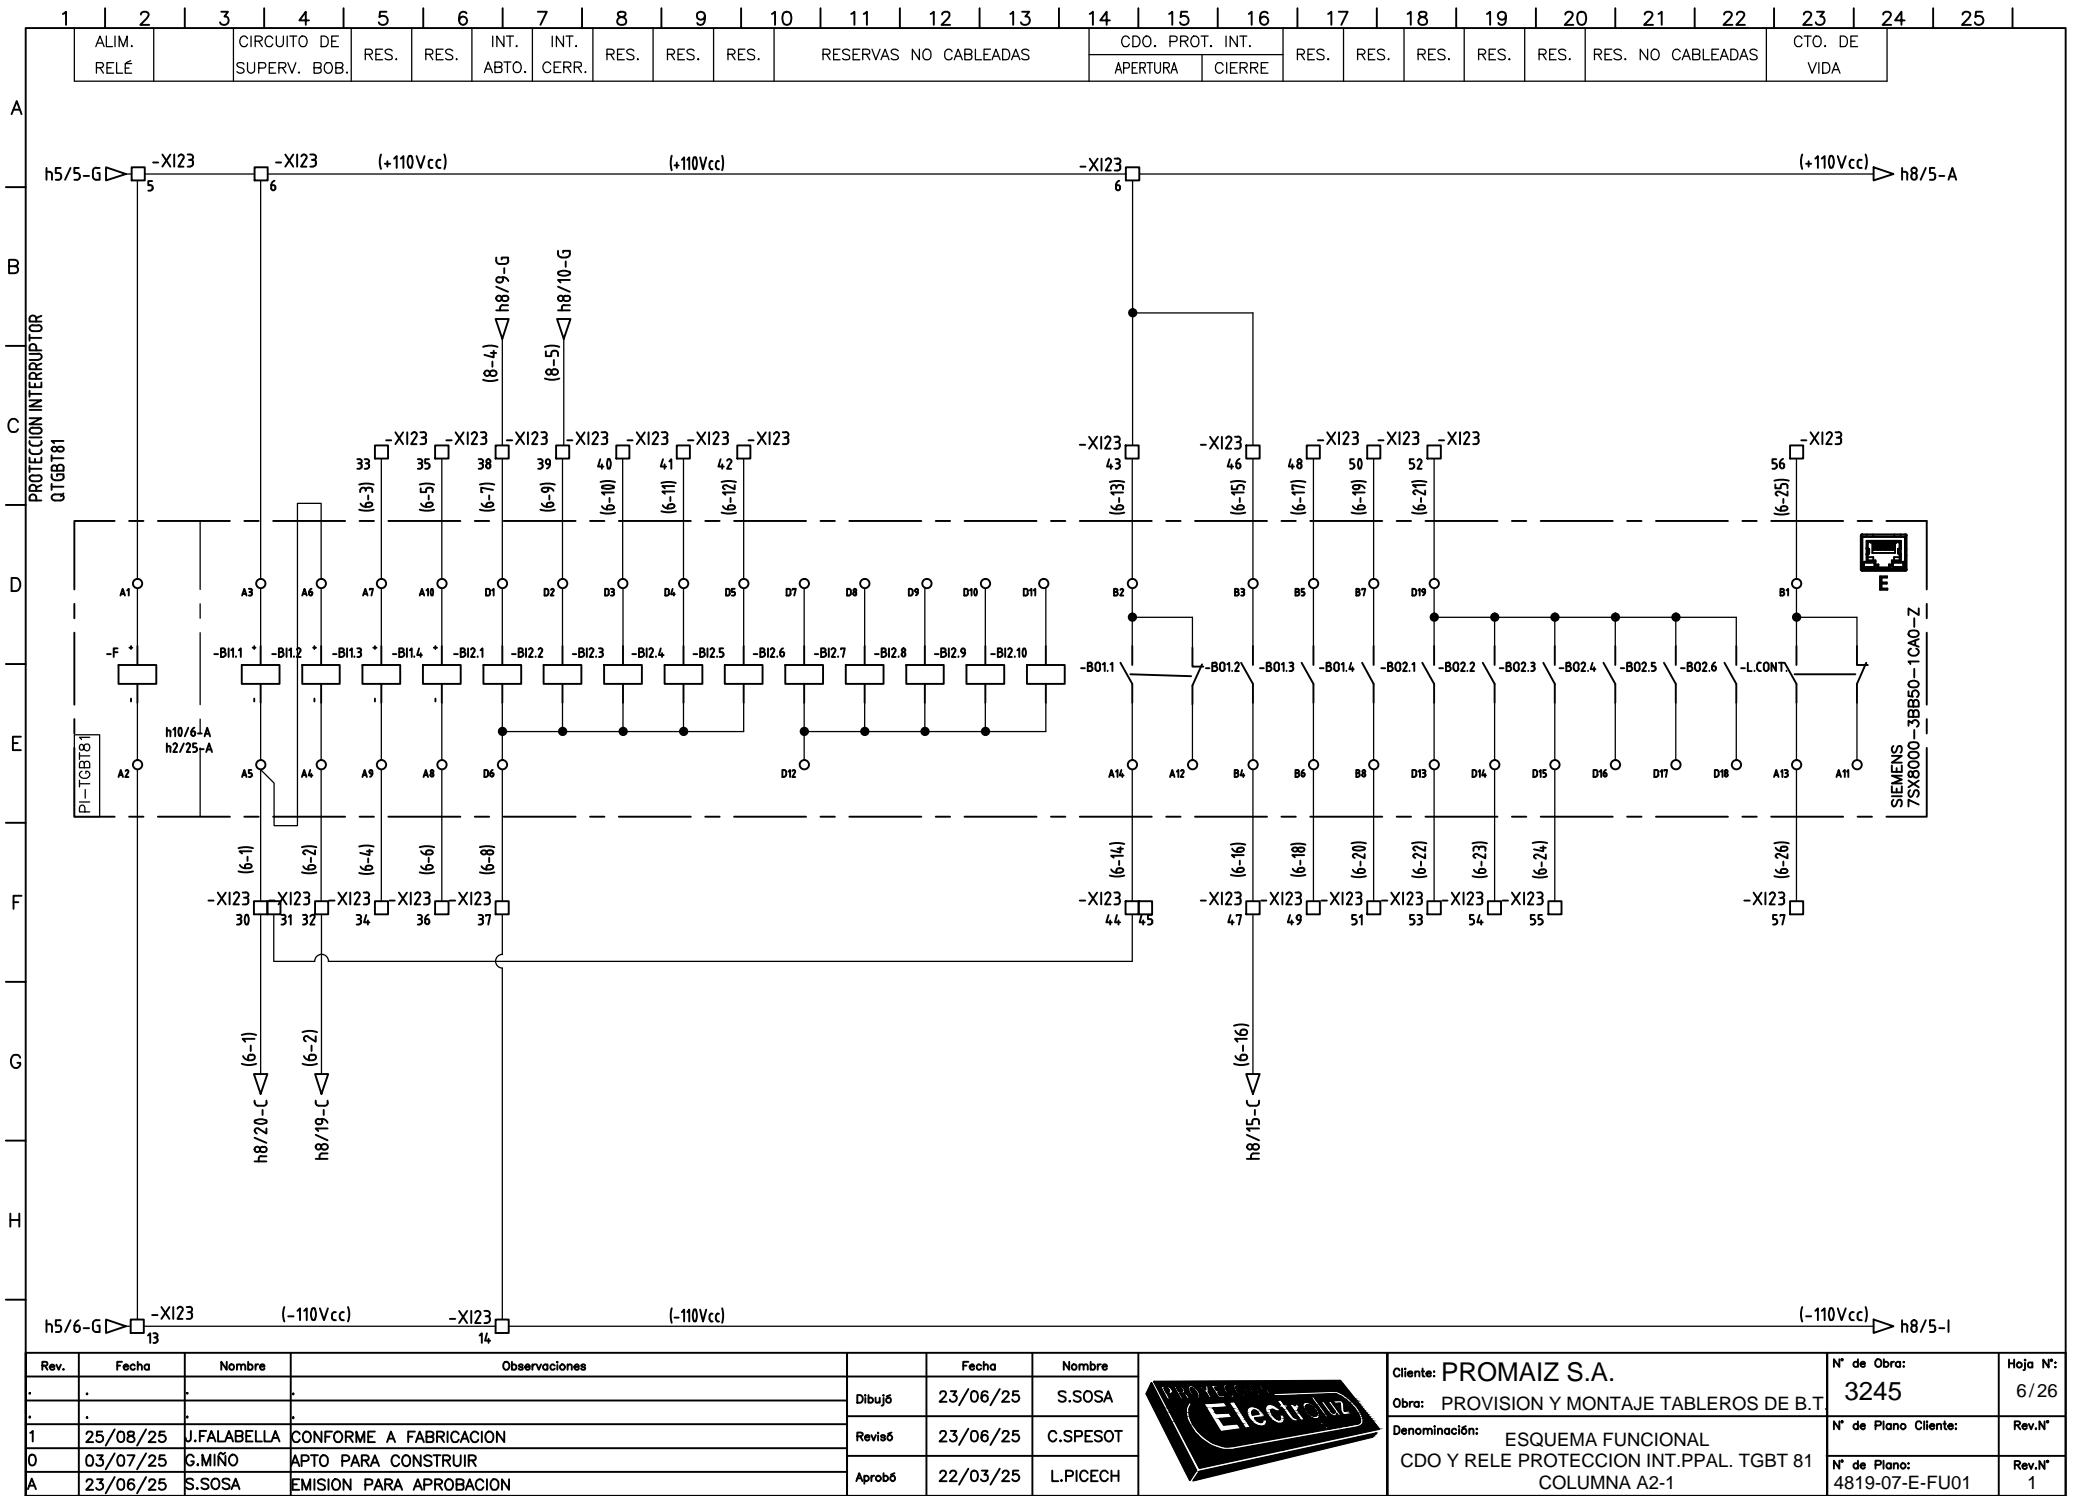 1 2 3 4 5 6 7 8 9 10 11 12 13 14 15 16 17 18 19 20 21 22 23 24 25
ALIM. RELÉ
CIRCUITO DE SUPERV. BOB.
RES.
RES.
INT. ABTO.
INT. CERR.
RES.
RES.
RES.
RESERVAS NO CABLEADAS
CDO. PROT. INT.
APERTURA
CIERRE
RES.
RES.
RES.
RES.
RES.
RES. NO CABLEADAS
CTO. DE VIDA
A
B
C
D
E
F
G
H
h5/5-G
-XI23
5
-XI23
6
(+110Vcc)
(+110Vcc)
-XI23
6
(+110Vcc)
h8/5-A
h8/9-G
h8/10-G
(8-4)
(8-5)
PROTECCION INTERRUPTOR
QTGBT81
-XI23 -XI23 -XI23 -XI23 -XI23 -XI23 -XI23
33 35 38 39 40 41 42
-XI23 -XI23 -XI23 -XI23 -XI23 -XI23
43 46 48 50 52 56
(6-3) (6-5) (6-7) (6-9) (6-10) (6-11) (6-12) (6-13) (6-15) (6-17) (6-19) (6-21) (6-25)
A1 A3 A6 A7 A10 D1 D2 D3 D4 D5 D7 D8 D9 D10 D11 B2 B3 B5 B7 D19 B1
E
-F + -BI1.1 + -BI1.2 + -BI1.3 + -BI1.4 + -BI2.1 -BI2.2 -BI2.3 -BI2.4 -BI2.5 -BI2.6 -BI2.7 -BI2.8 -BI2.9 -BI2.10
-BO1.1 -BO1.2 -BO1.3 -BO1.4 -BO2.1 -BO2.2 -BO2.3 -BO2.4 -BO2.5 -BO2.6 -L.CONT.
- - - - -
h10/6-A
h2/25-A
PI-TGBT81
A2 A5 A4 A9 A8 D6 D12 A14 A12 B4 B6 B8 D13 D14 D15 D16 D17 D18 A13 A11
SIEMENS
7SX8000-3BB50-1CA0-Z
(6-1) (6-2) (6-4) (6-6) (6-8) (6-14) (6-16) (6-18) (6-20) (6-22) (6-23) (6-24) (6-26)
-XI23 -XI23 -XI23 -XI23 -XI23
30 31 32 34 36 37
-XI23 -XI23 -XI23 -XI23 -XI23 -XI23 -XI23 -XI23
44 45 47 49 51 53 54 55 57
(6-1) (6-2) (6-16)
h8/20-C
h8/19-C
h8/15-C
h5/6-G
-XI23
13
(-110Vcc)
-XI23
14
(-110Vcc)
(-110Vcc)
h8/5-I
Rev. Fecha Nombre Observaciones
. . . .
. . . .
1 25/08/25 J.FALABELLA CONFORME A FABRICACION
0 03/07/25 G.MIÑO APTO PARA CONSTRUIR
A 23/06/25 S.SOSA EMISION PARA APROBACION
Fecha Nombre
Dibujó 23/06/25 S.SOSA
Revisó 23/06/25 C.SPESOT
Aprobó 22/03/25 L.PICECH
Electroluz
Cliente: PROMAIZ S.A.
Obra: PROVISION Y MONTAJE TABLEROS DE B.T.
Denominación:
ESQUEMA FUNCIONAL
CDO Y RELE PROTECCION INT.PPAL. TGBT 81
COLUMNA A2-1
N° de Obra:
3245
Hoja N°:
6/26
N° de Plano Cliente:
Rev.N°
N° de Plano:
4819-07-E-FU01
Rev.N°
1